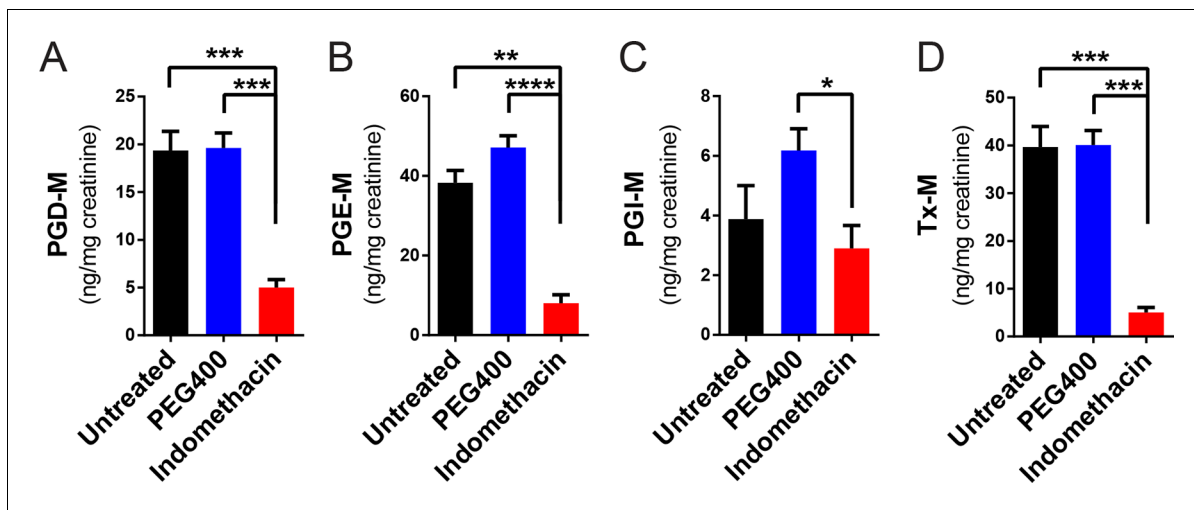 A
***
***
25
20
15
10
5
0
PGD-M
(ng/mg creatinine)
Untreated
PEG400
Indomethacin
B
**
****
60
40
20
0
PGE-M
(ng/mg creatinine)
Untreated
PEG400
Indomethacin
C
*
8
6
4
2
0
PGI-M
(ng/mg creatinine)
Untreated
PEG400
Indomethacin
D
***
***
50
40
30
20
10
0
Tx-M
(ng/mg creatinine)
Untreated
PEG400
Indomethacin